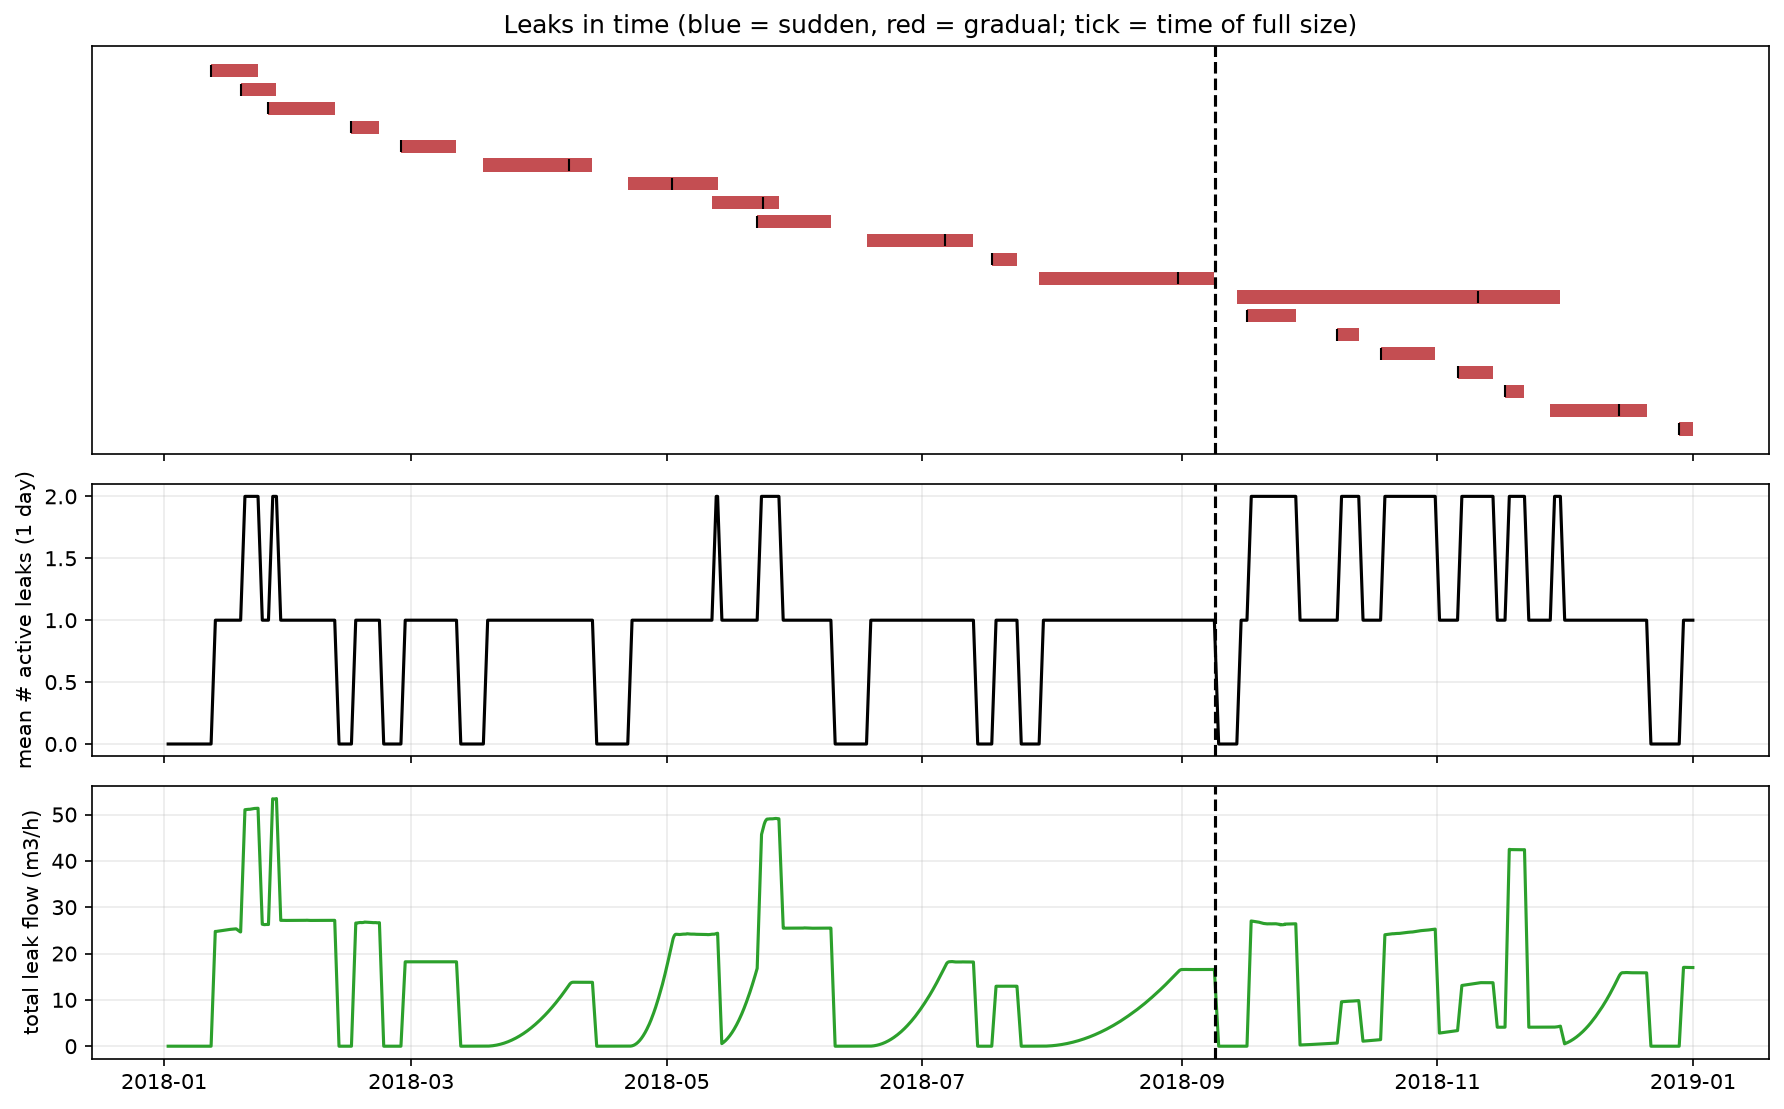 Leaks in time (blue = sudden, red = gradual; tick = time of full size)
mean # active leaks (1 day)
2.0
1.5
1.0
0.5
0.0
total leak flow (m3/h)
50
40
30
20
10
0
2018-01 2018-03 2018-05 2018-07 2018-09 2018-11 2019-01